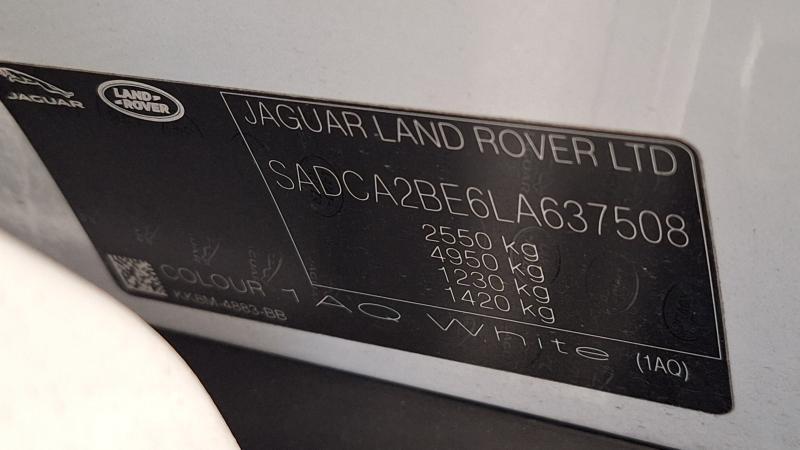 JAGUAR
LAND-
ROVER
JAGUAR LAND ROVER LTD
SADCA2BE6LA637508
2550 kg
4950 kg
1230 kg
1420 kg
COLOUR 1AQ White (1AQ)
KK8M-4883-BB